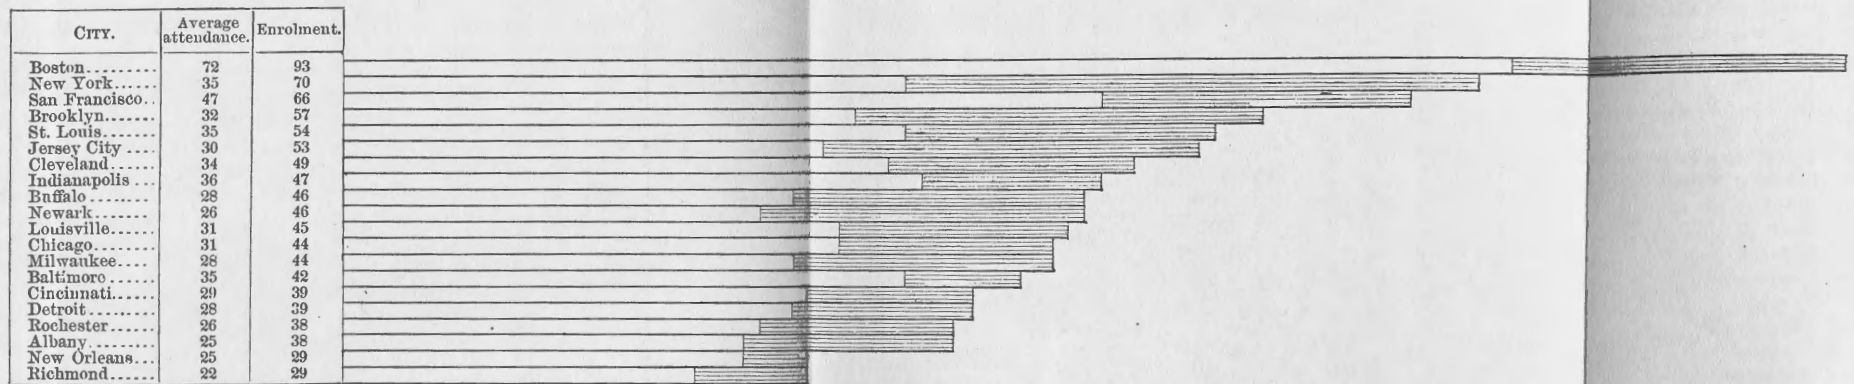 CITY. Average attendance. Enrolment.
Boston......... 72 93
New York...... 35 70
San Francisco.. 47 66
Brooklyn....... 32 57
St. Louis....... 35 54
Jersey City .... 30 53
Cleveland...... 34 49
Indianapolis ... 36 47
Buffalo ........ 28 46
Newark....... 26 46
Louisville..... 31 45
Chicago....... 31 44
Milwaukee.... 28 44
Baltimore ..... 35 42
Cincinnati...... 29 39
Detroit ....... 28 39
Rochester...... 26 38
Albany......... 25 38
New Orleans... 25 29
Richmond...... 22 29